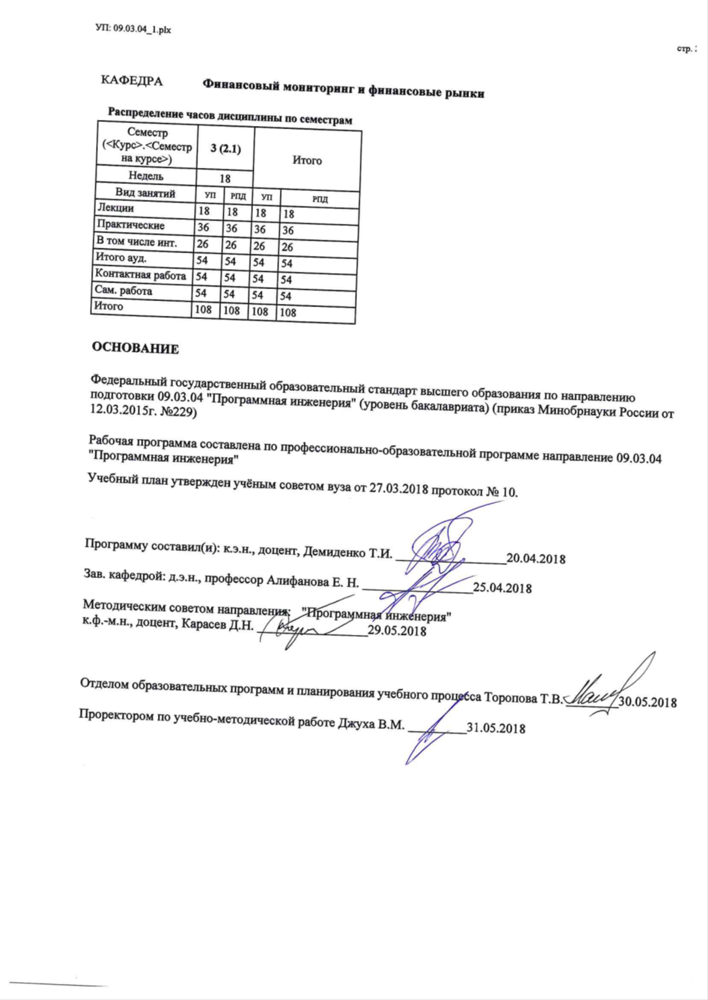 УП: 09.03.04_1.plx
стр.
КАФЕДРА Финансовый мониторинг и финансовые рынки
Распределение часов дисциплины по семестрам
Семестр
(<Курс>.<Семестр
на курсе>) 3 (2.1) Итого
Недель 18
Вид занятий УП РПД УП РПД
Лекции 18 18 18 18
Практические 36 36 36 36
В том числе инт. 26 26 26 26
Итого ауд. 54 54 54 54
Контактная работа 54 54 54 54
Сам. работа 54 54 54 54
Итого 108 108 108 108
ОСНОВАНИЕ
Федеральный государственный образовательный стандарт высшего образования по направлению
подготовки 09.03.04 "Программная инженерия" (уровень бакалавриата) (приказ Минобрнауки России от
12.03.2015г. №229)
Рабочая программа составлена по профессионально-образовательной программе направление 09.03.04
"Программная инженерия"
Учебный план утвержден учёным советом вуза от 27.03.2018 протокол № 10.
Программу составил(и): к.э.н., доцент, Демиденко Т.И. 20.04.2018
Зав. кафедрой: д.э.н., профессор Алифанова Е. Н. 25.04.2018
Методическим советом направления: "Программная инженерия"
к.ф.-м.н., доцент, Карасев Д.Н. 29.05.2018
Отделом образовательных программ и планирования учебного процесса Торопова Т.В. 30.05.2018
Проректором по учебно-методической работе Джуха В.М. 31.05.2018